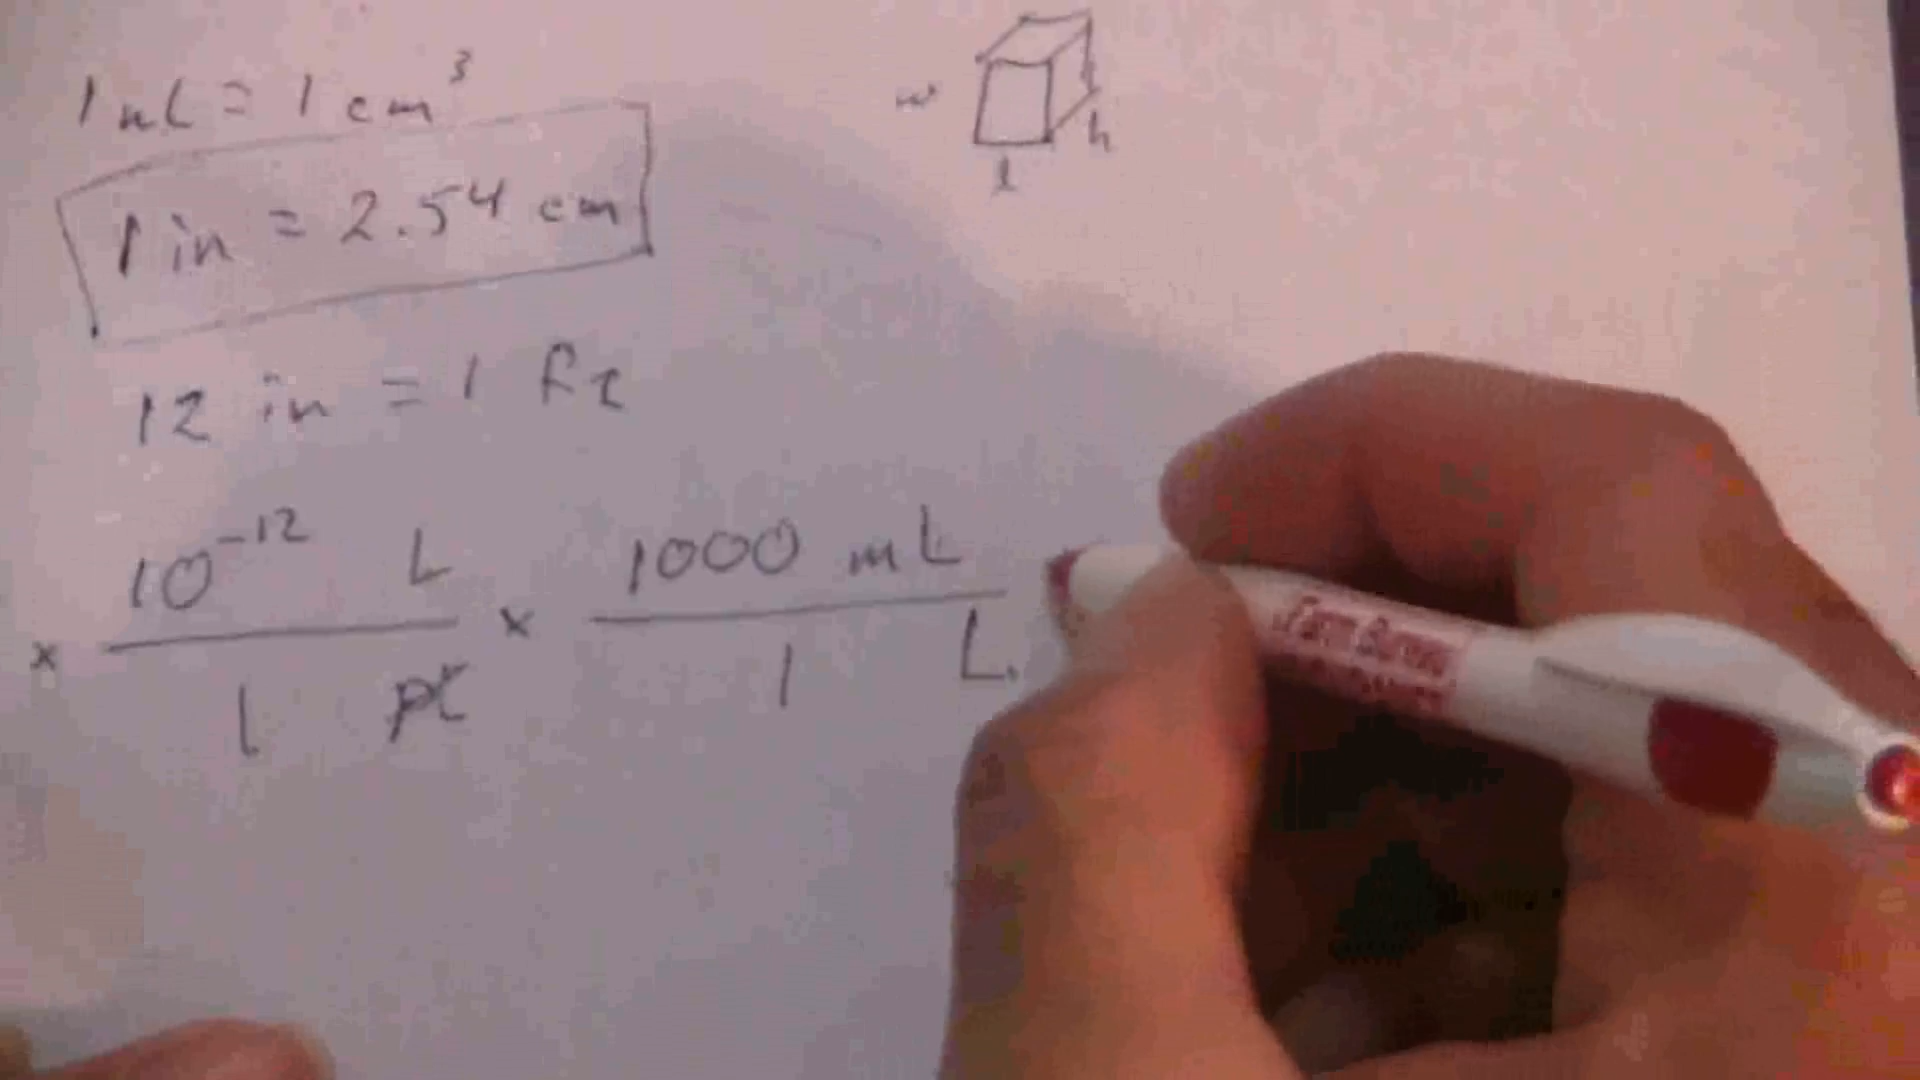 1 mL = 1 cm³
w
h
l
1 in = 2.54 cm
12 in = 1 ft
x 10⁻¹² L x 1000 mL
1 pL 1 L